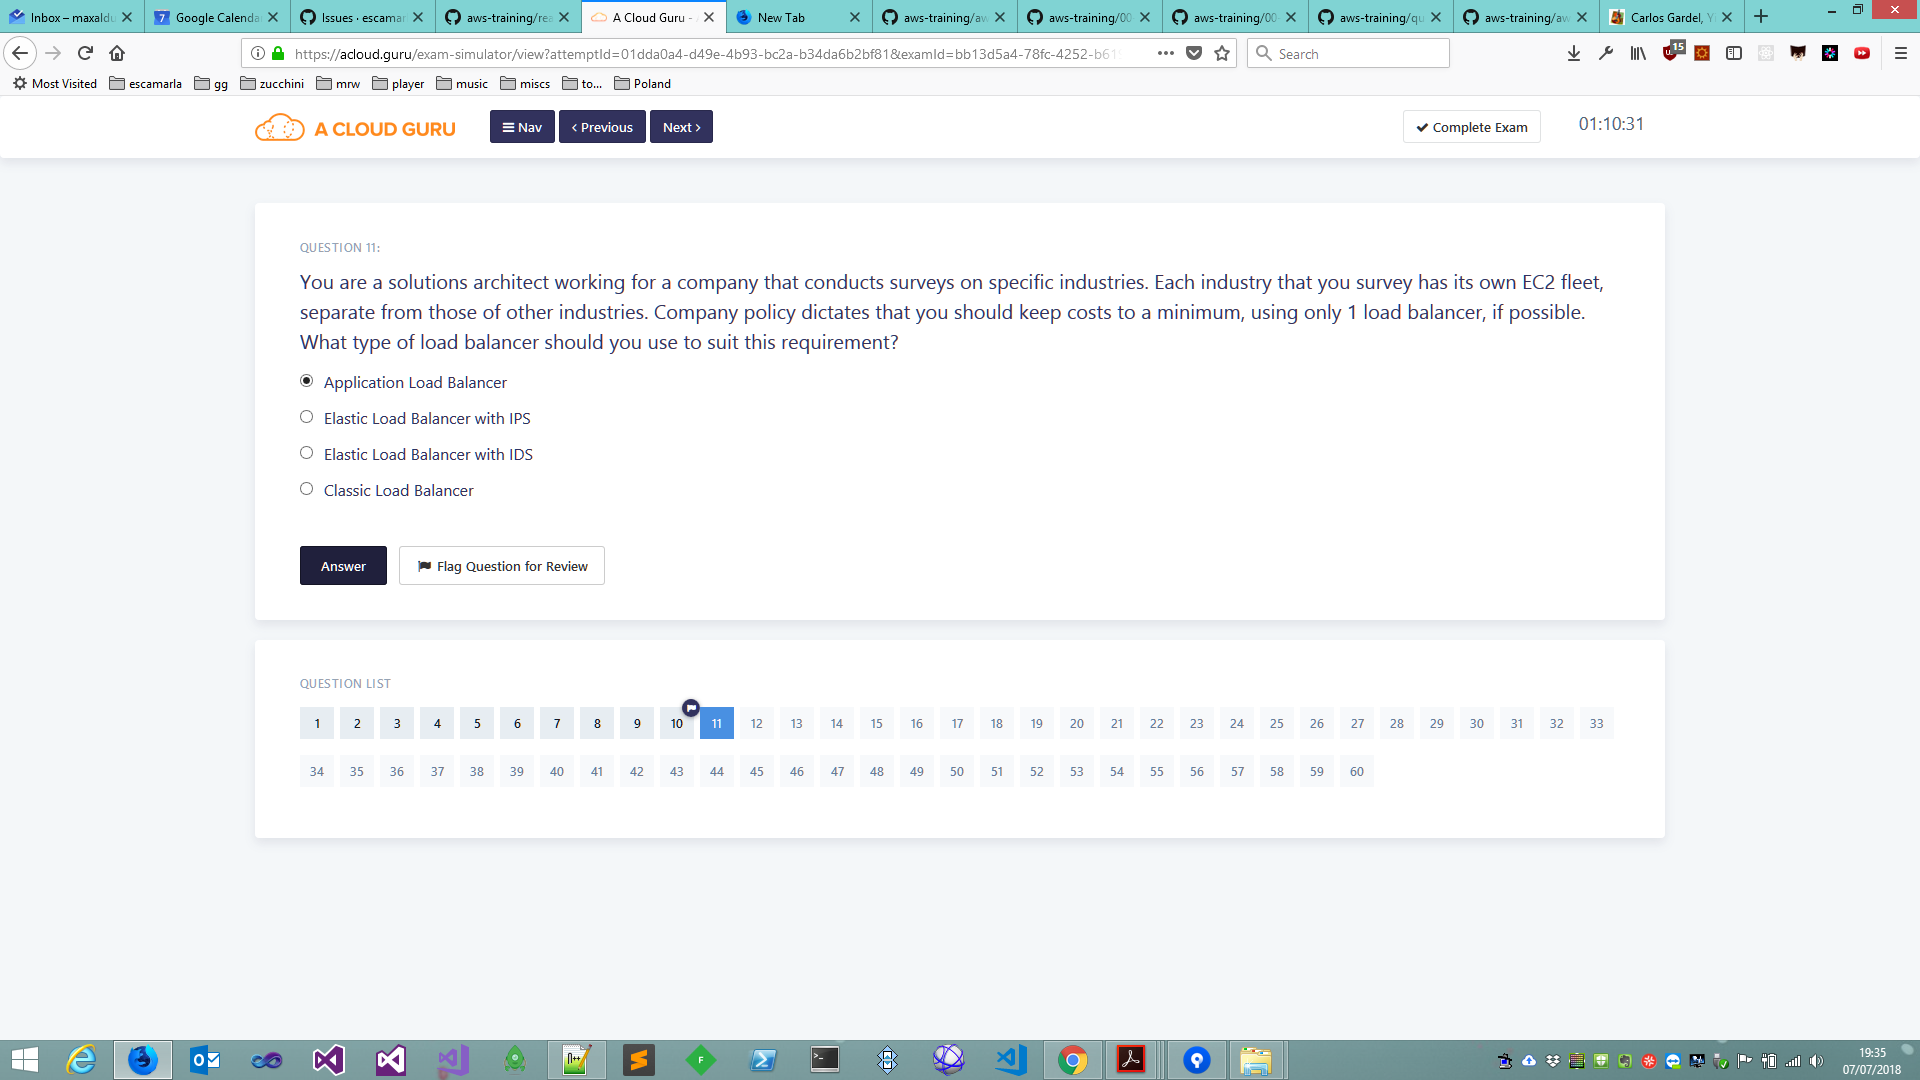 Inbox – maxaldu
Google Calenda
Issues · escamar
aws-training/rea
A Cloud Guru - A
New Tab
aws-training/aw
aws-training/00
aws-training/00
aws-training/qu
aws-training/aw
Carlos Gardel, Y
https://acloud.guru/exam-simulator/view?attemptId=01dda0a4-d49e-4b93-bc2a-b34da6b2bf81&examId=bb13d5a4-78fc-4252-b61
Search
15
Most Visited
escamarla
gg
zucchini
mrw
player
music
miscs
to...
Poland
A CLOUD GURU
Nav
Previous
Next
Complete Exam
01:10:31
QUESTION 11:
You are a solutions architect working for a company that conducts surveys on specific industries. Each industry that you survey has its own EC2 fleet,
separate from those of other industries. Company policy dictates that you should keep costs to a minimum, using only 1 load balancer, if possible.
What type of load balancer should you use to suit this requirement?
Application Load Balancer
Elastic Load Balancer with IPS
Elastic Load Balancer with IDS
Classic Load Balancer
Answer
Flag Question for Review
QUESTION LIST
1 2 3 4 5 6 7 8 9 10 11 12 13 14 15 16 17 18 19 20 21 22 23 24 25 26 27 28 29 30 31 32 33
34 35 36 37 38 39 40 41 42 43 44 45 46 47 48 49 50 51 52 53 54 55 56 57 58 59 60
19:35
07/07/2018